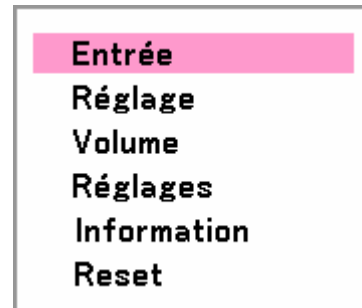 Entrée
Réglage
Volume
Réglages
Information
Reset